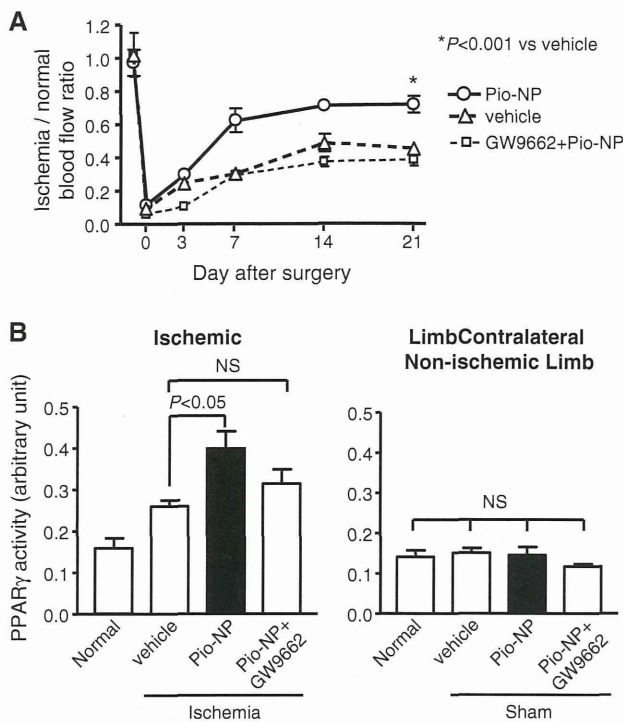 A
Ischemia / normal
blood flow ratio
1.2
1.0
0.8
0.6
0.4
0.2
0.0
0 3 7 14 21
Day after surgery
*
*P<0.001 vs vehicle
Pio-NP
vehicle
GW9662+Pio-NP
B
Ischemic
PPARγ activity (arbitrary unit)
0.5
0.4
0.3
0.2
0.1
0.0
NS
P<0.05
Normal
vehicle
Pio-NP
Pio-NP+
GW9662
Ischemia
LimbContralateral
Non-ischemic Limb
0.5
0.4
0.3
0.2
0.1
0.0
NS
Normal
vehicle
Pio-NP
Pio-NP+
GW9662
Sham